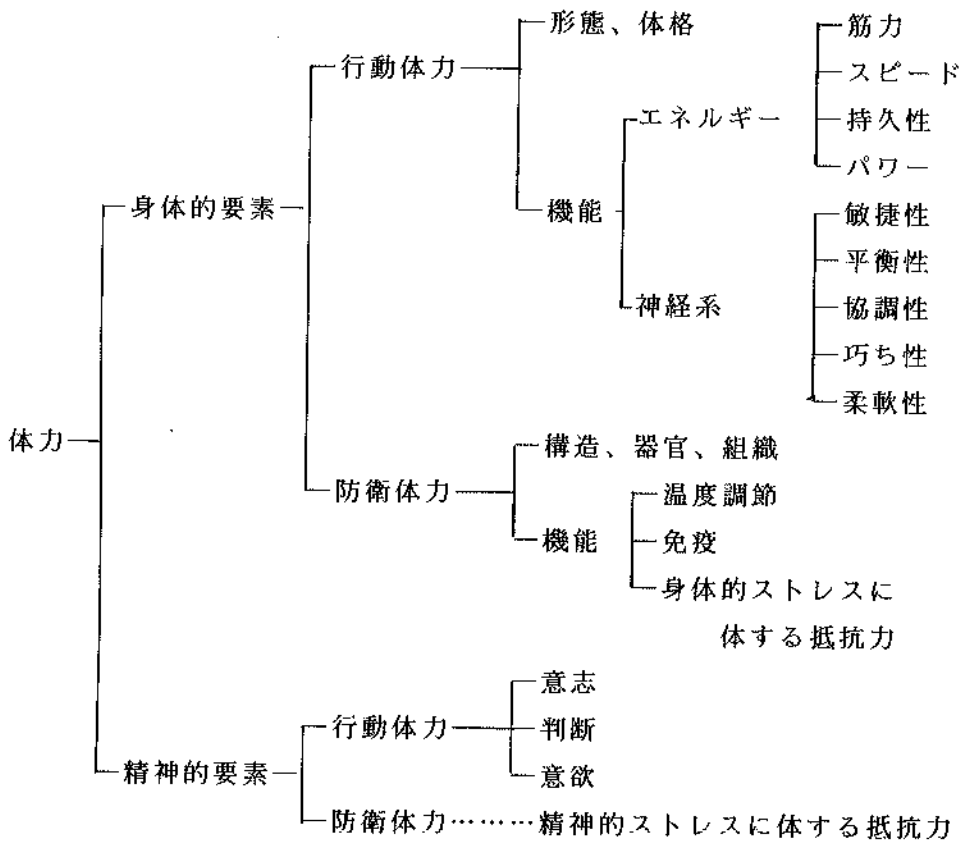 形態、体格
筋力
行動体力
スピード
エネルギー
持久性
パワー
身体的要素
機能
敏捷性
平衡性
神経系
協調性
巧ち性
柔軟性
体力
構造、器官、組織
防衛体力
温度調節
機能
免疫
身体的ストレスに
体する抵抗力
意志
行動体力
判断
精神的要素
意欲
防衛体力………精神的ストレスに体する抵抗力